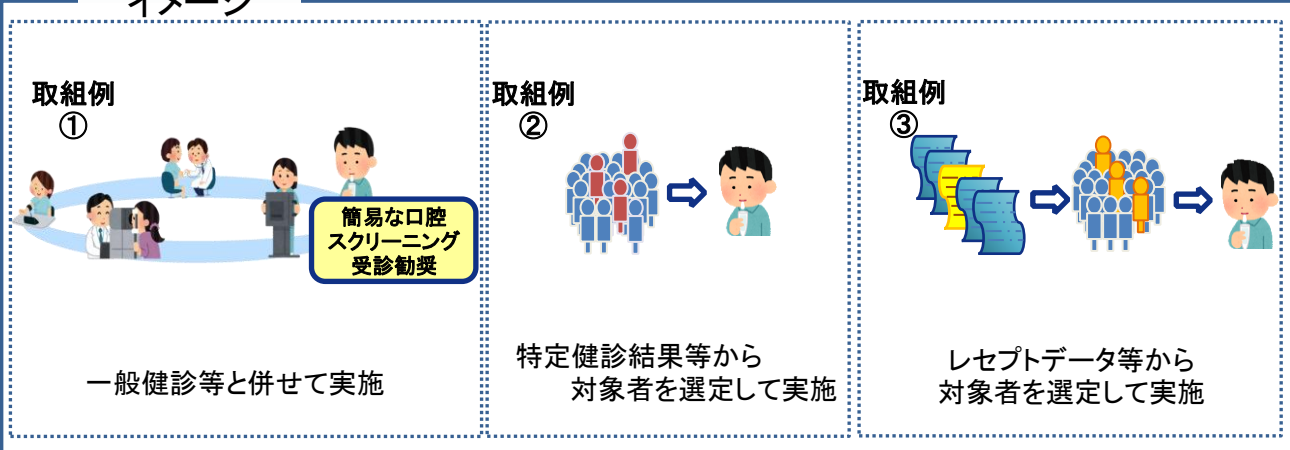 イメージ
取組例
①
簡易な口腔
スクリーニング
受診勧奨
一般健診等と併せて実施
取組例
②
特定健診結果等から
対象者を選定して実施
取組例
③
レセプトデータ等から
対象者を選定して実施